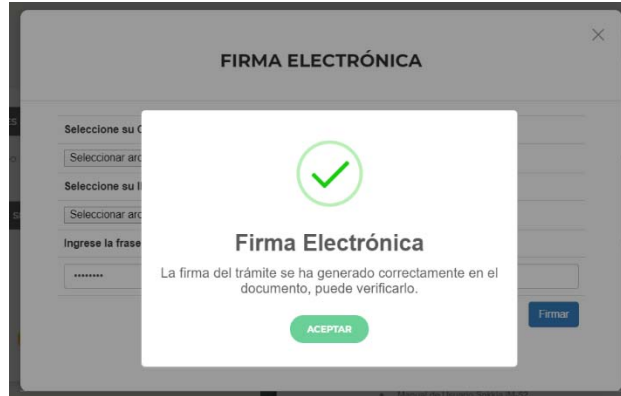 FIRMA ELECTRÓNICA
Seleccione su
Seleccionar arc
Seleccione su
Seleccionar arc
Ingrese la frase
••••••••
Firma Electrónica
La firma del trámite se ha generado correctamente en el
documento, puede verificarlo.
ACEPTAR
Firmar